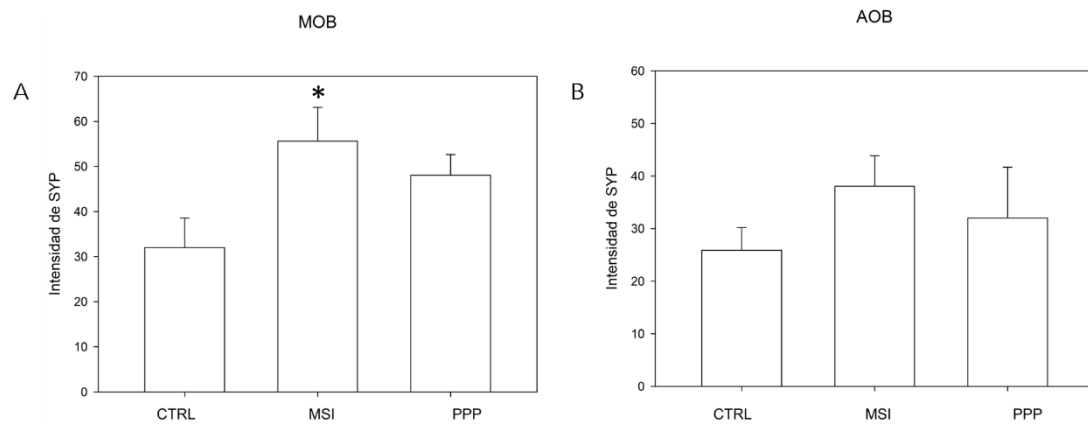 MOB
A
Intensidad de SYP
70
60
50
40
30
20
10
0
*
CTRL MSI PPP
AOB
B
Intensidad de SYP
60
50
40
30
20
10
0
CTRL MSI PPP